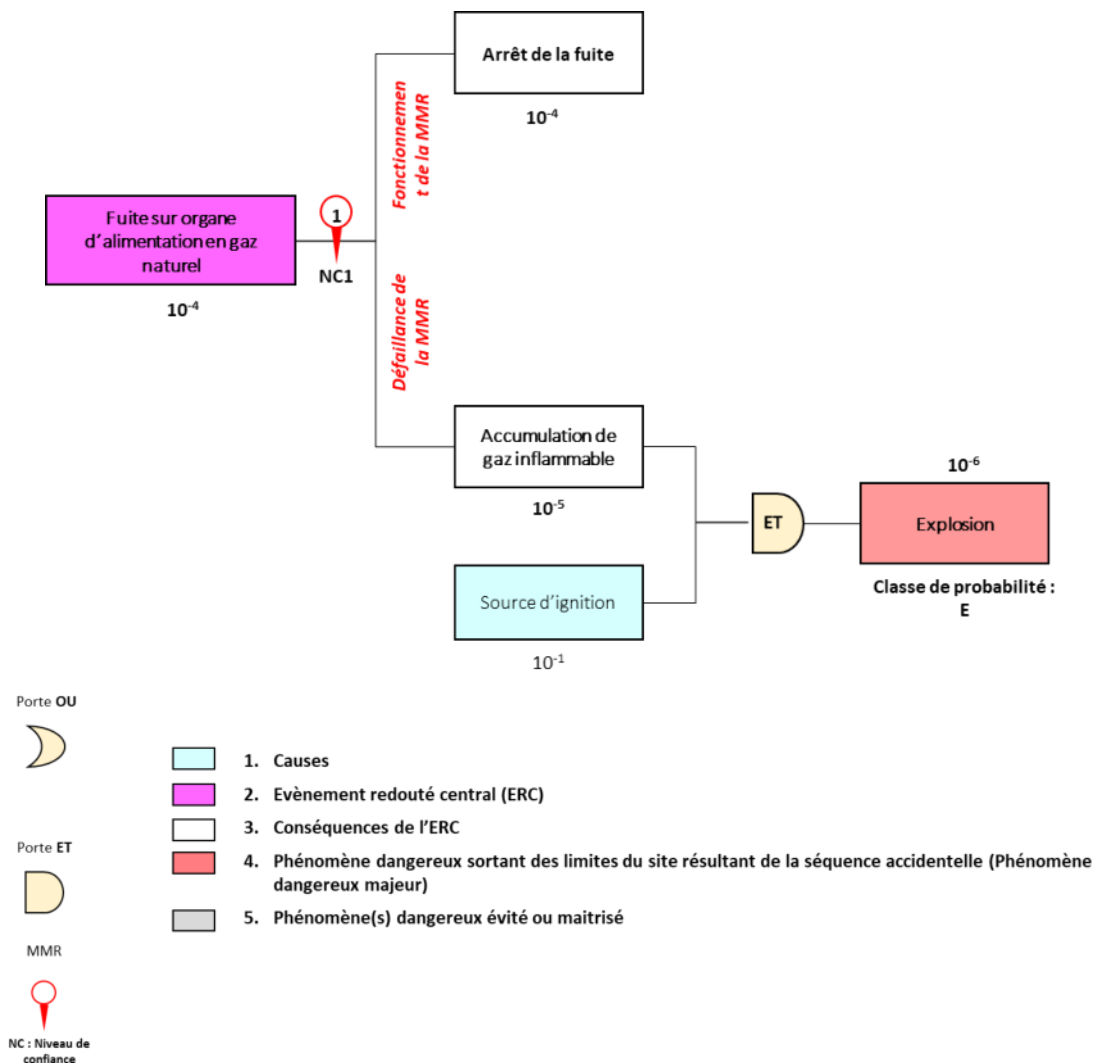 Arrêt de la fuite
10⁻⁴
Fonctionnemen
t de la MMR
Fuite sur organe
d'alimentation en gaz
naturel
10⁻⁴
1
NC1
Défaillance de
la MMR
Accumulation de
gaz inflammable
10⁻⁵
Source d'ignition
10⁻¹
ET
10⁻⁶
Explosion
Classe de probabilité :
E
Porte OU
Porte ET
MMR
NC : Niveau de
confiance
1. Causes
2. Evènement redouté central (ERC)
3. Conséquences de l'ERC
4. Phénomène dangereux sortant des limites du site résultant de la séquence accidentelle (Phénomène
dangereux majeur)
5. Phénomène(s) dangereux évité ou maitrisé